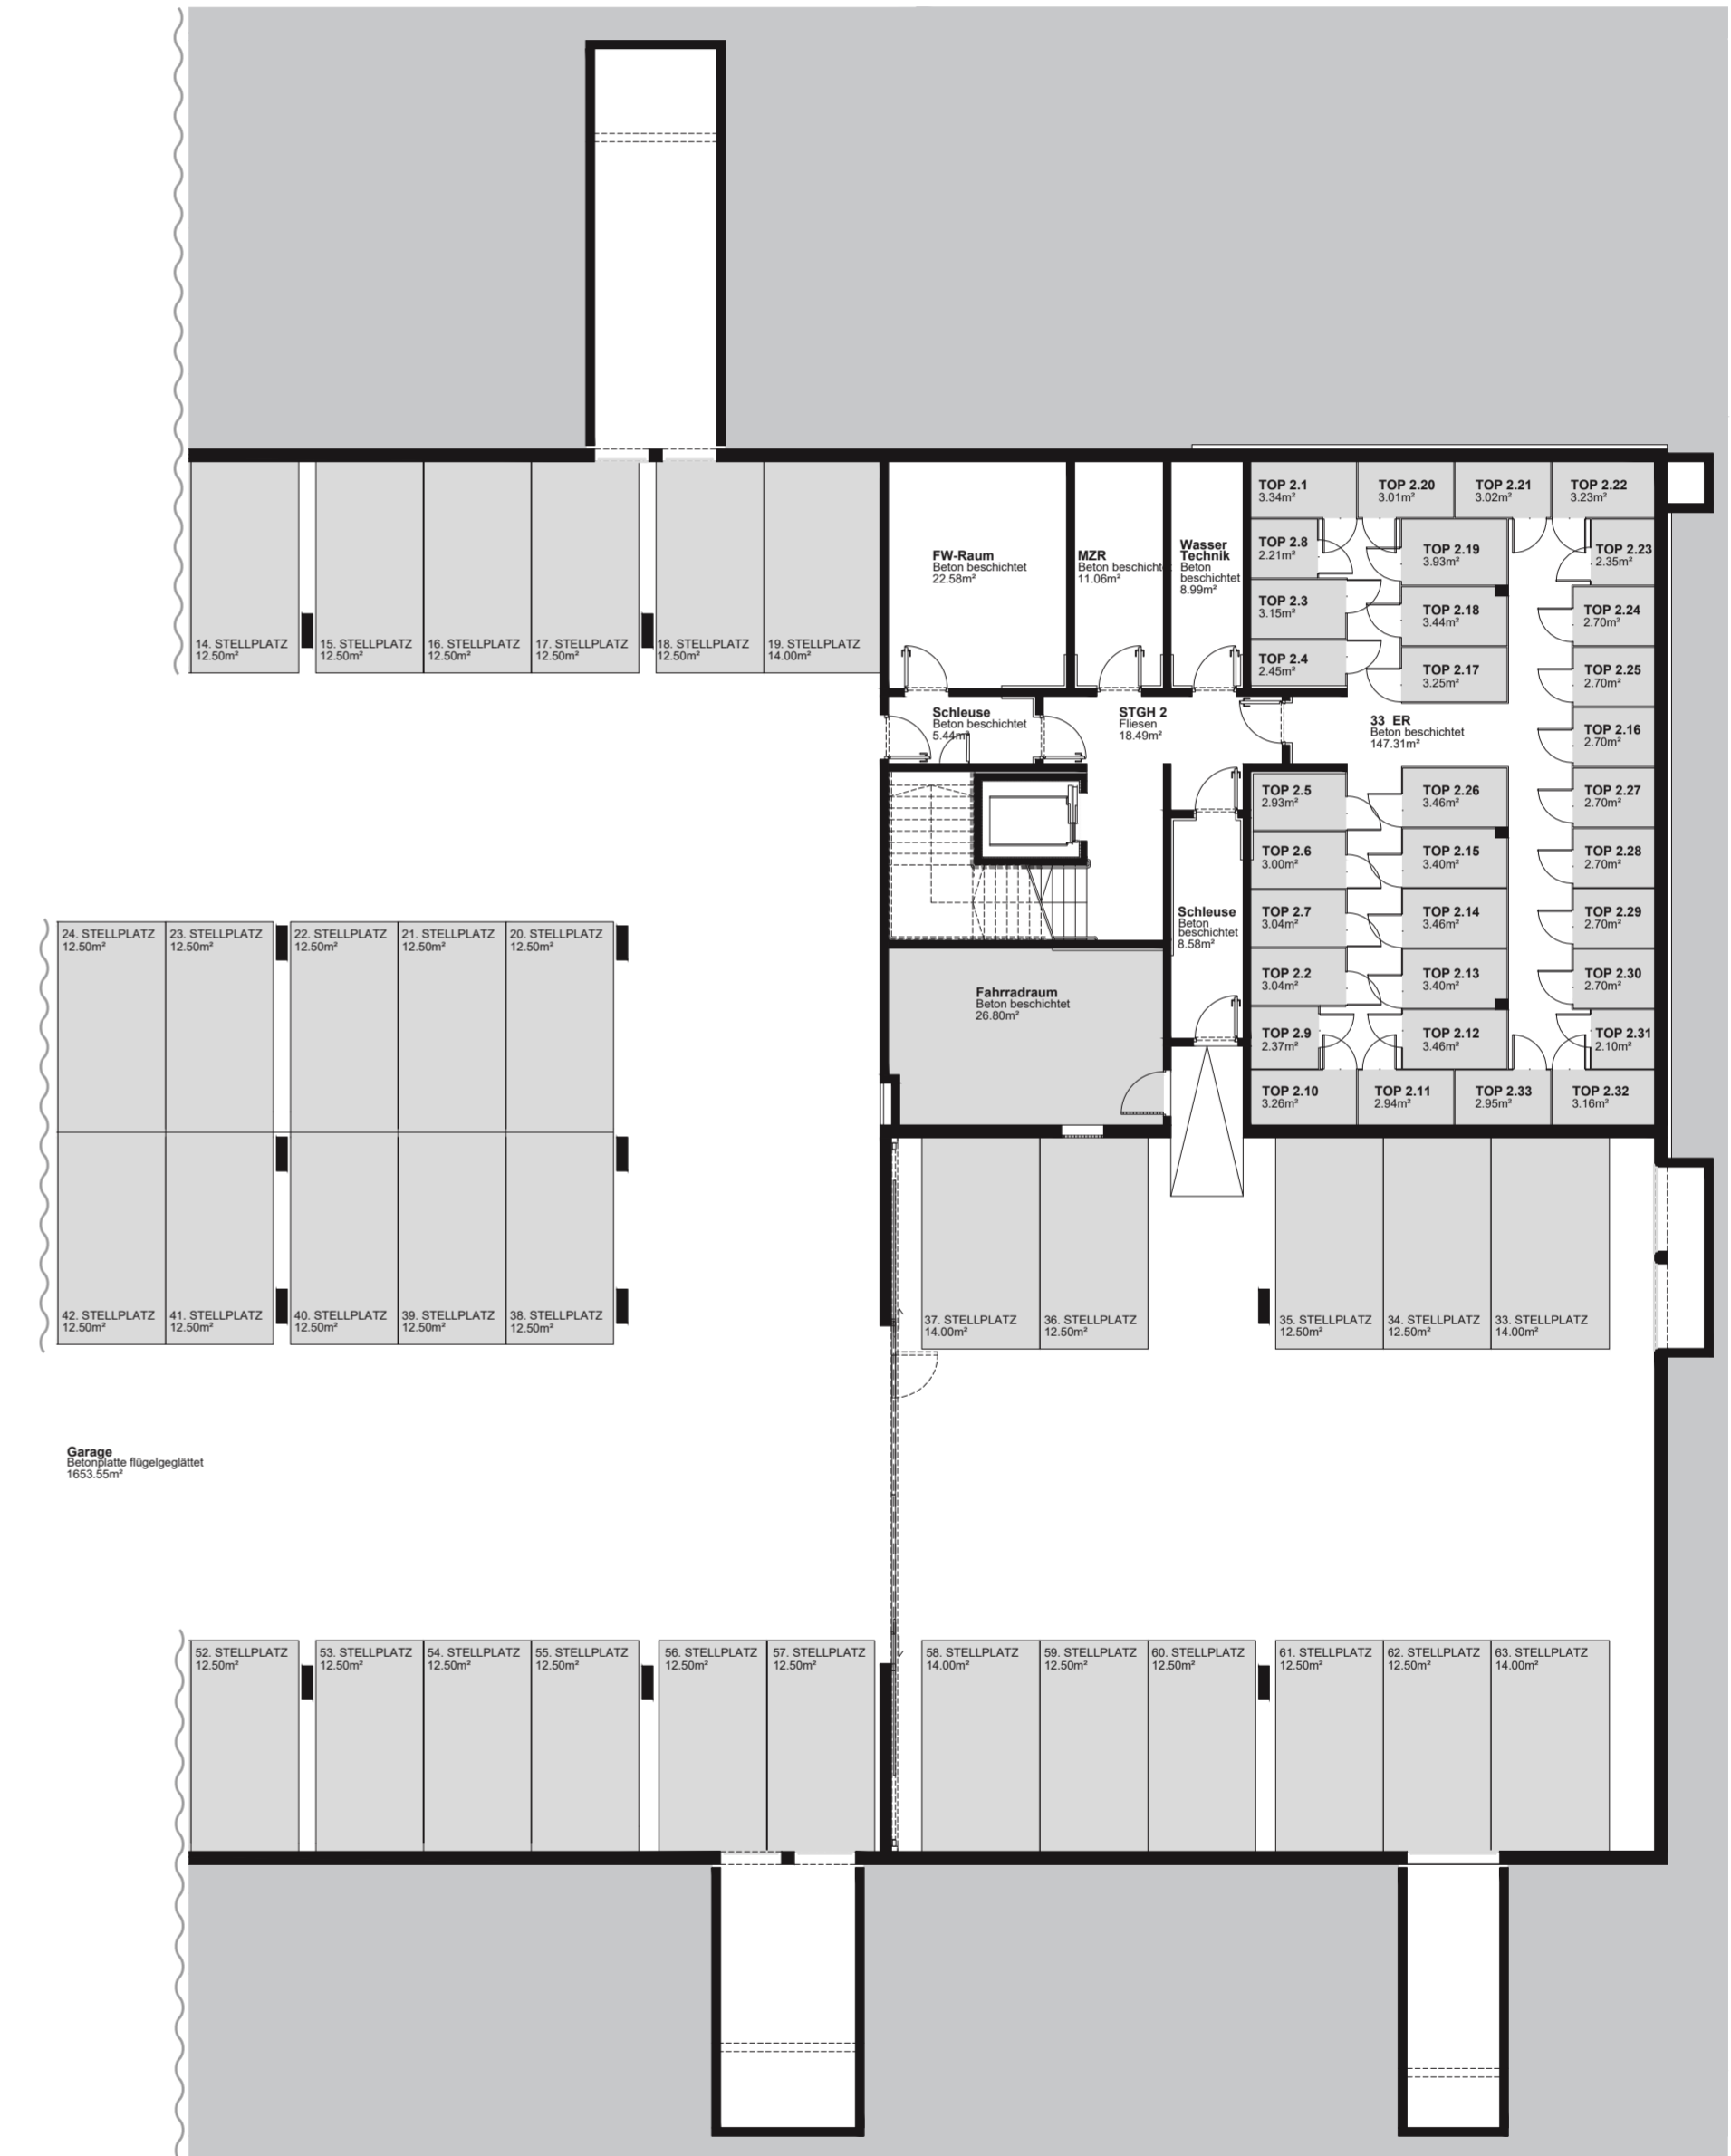 TOP 2.1
3.34m²
TOP 2.20
3.01m²
TOP 2.21
3.02m²
TOP 2.22
3.23m²
FW-Raum
Beton beschichtet
22.58m²
MZR
Beton beschichtet
11.06m²
Wasser
Technik
Beton
beschichtet
8.99m²
TOP 2.8
2.21m²
TOP 2.19
3.93m²
TOP 2.23
2.35m²
TOP 2.3
3.15m²
TOP 2.18
3.44m²
TOP 2.24
2.70m²
TOP 2.4
2.45m²
TOP 2.17
3.25m²
TOP 2.25
2.70m²
14. STELLPLATZ
12.50m²
15. STELLPLATZ
12.50m²
16. STELLPLATZ
12.50m²
17. STELLPLATZ
12.50m²
18. STELLPLATZ
12.50m²
19. STELLPLATZ
14.00m²
Schleuse
Beton beschichtet
5.44m²
STGH 2
Fliesen
18.49m²
33 ER
Beton beschichtet
147.31m²
TOP 2.16
2.70m²
TOP 2.5
2.93m²
TOP 2.26
3.46m²
TOP 2.27
2.70m²
TOP 2.6
3.00m²
TOP 2.15
3.40m²
TOP 2.28
2.70m²
Schleuse
Beton
beschichtet
8.58m²
TOP 2.7
3.04m²
TOP 2.14
3.46m²
TOP 2.29
2.70m²
24. STELLPLATZ
12.50m²
23. STELLPLATZ
12.50m²
22. STELLPLATZ
12.50m²
21. STELLPLATZ
12.50m²
20. STELLPLATZ
12.50m²
Fahrradraum
Beton beschichtet
26.80m²
TOP 2.2
3.04m²
TOP 2.13
3.40m²
TOP 2.30
2.70m²
TOP 2.9
2.37m²
TOP 2.12
3.46m²
TOP 2.31
2.10m²
TOP 2.10
3.26m²
TOP 2.11
2.94m²
TOP 2.33
2.95m²
TOP 2.32
3.16m²
42. STELLPLATZ
12.50m²
41. STELLPLATZ
12.50m²
40. STELLPLATZ
12.50m²
39. STELLPLATZ
12.50m²
38. STELLPLATZ
12.50m²
37. STELLPLATZ
14.00m²
36. STELLPLATZ
12.50m²
35. STELLPLATZ
12.50m²
34. STELLPLATZ
12.50m²
33. STELLPLATZ
14.00m²
Garage
Betonplatte flügelgeglättet
1653.55m²
52. STELLPLATZ
12.50m²
53. STELLPLATZ
12.50m²
54. STELLPLATZ
12.50m²
55. STELLPLATZ
12.50m²
56. STELLPLATZ
12.50m²
57. STELLPLATZ
12.50m²
58. STELLPLATZ
14.00m²
59. STELLPLATZ
12.50m²
60. STELLPLATZ
12.50m²
61. STELLPLATZ
12.50m²
62. STELLPLATZ
12.50m²
63. STELLPLATZ
14.00m²